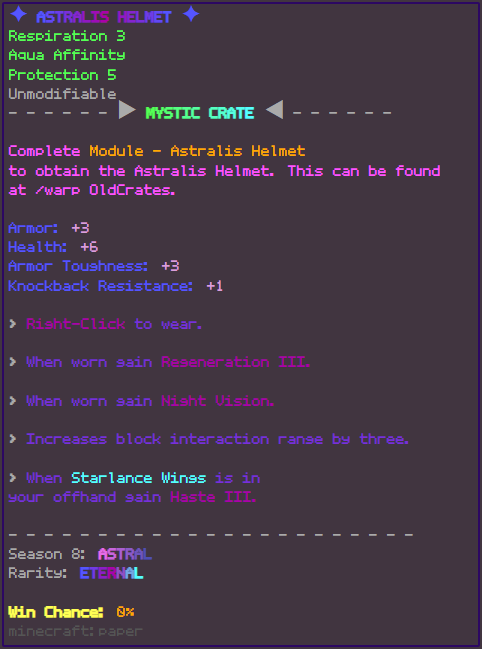 ✦ ASTRALIS HELMET ✦
Respiration 3
Aqua Affinity
Protection 5
Unmodifiable
- - - - - - ▶ MYSTIC CRATE ◀ - - - - - -
Complete Module - Astralis Helmet
to obtain the Astralis Helmet. This can be found
at /warp OldCrates.
Armor: +3
Health: +6
Armor Toughness: +3
Knockback Resistance: +1
> Right-Click to wear.
> When worn gain Regeneration III.
> When worn gain Night Vision.
> Increases block interaction range by three.
> When Starlance Wings is in
your offhand gain Haste III.
- - - - - - - - - - - - - - - - - - - - - - - -
Season 8: ASTRAL
Rarity: ETERNAL
Win Chance: 0%
minecraft:paper